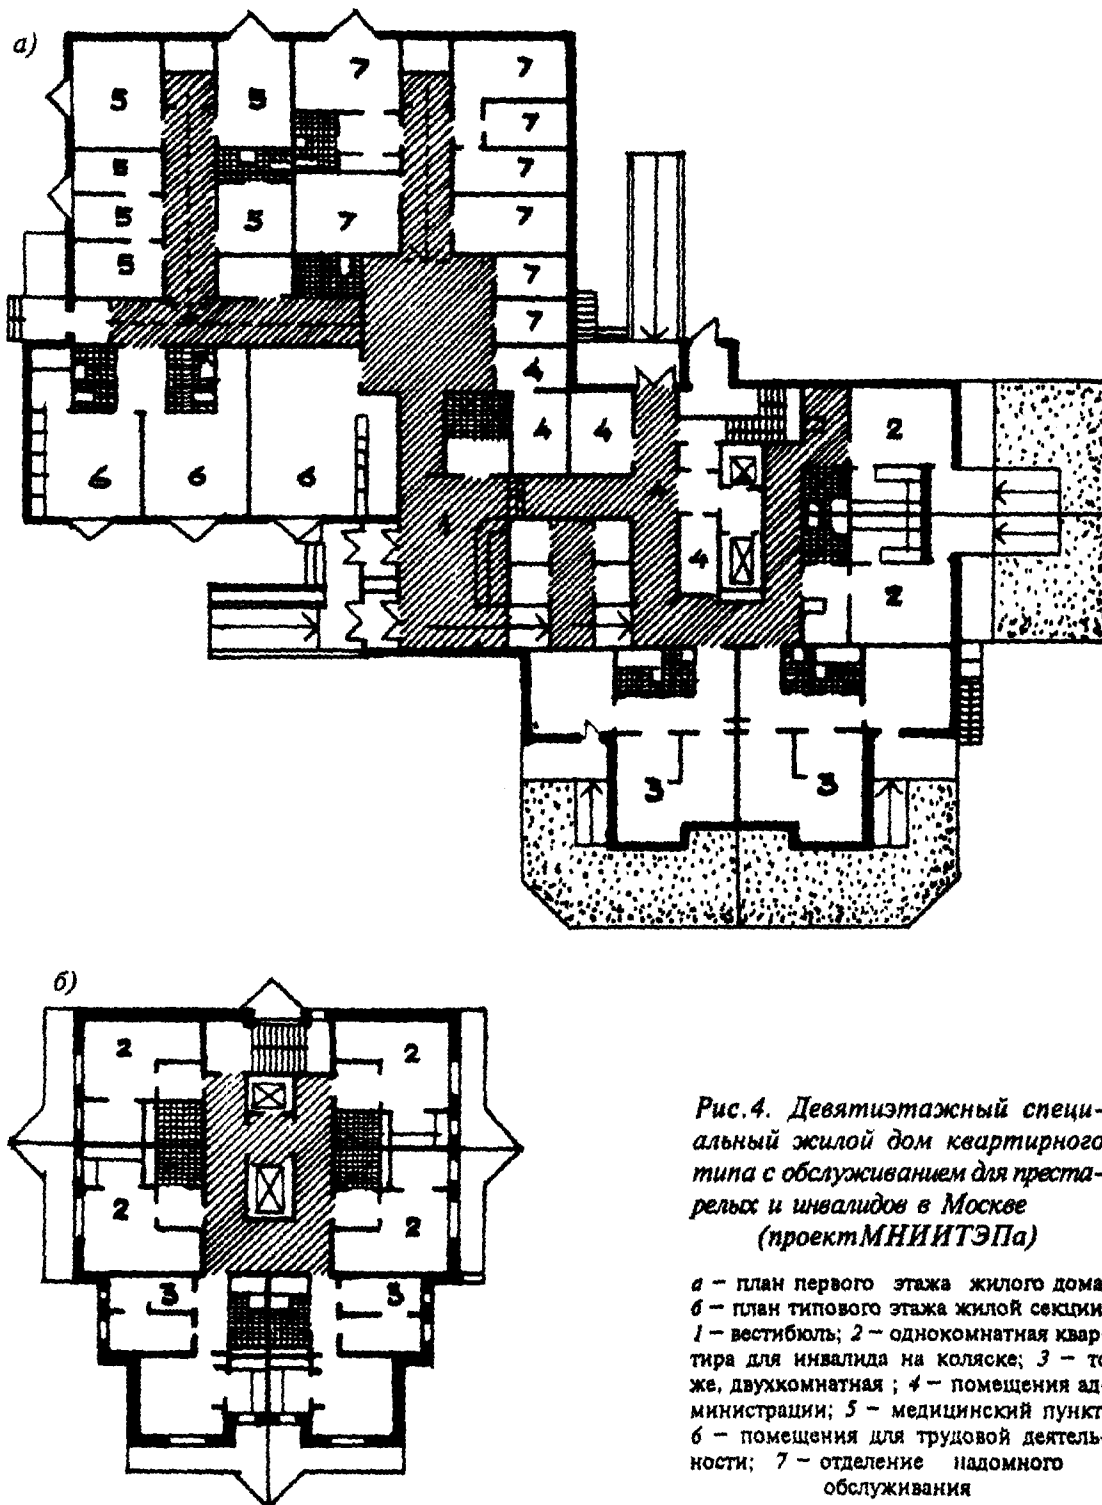 а)
5 5 7 7
7
5 7
5 5 7 7
5 7
7
4
4 4 2
6 6 6
1 4
4
2
3 3
б)
2 2
2 2
3 3
Рис.4. Девятиэтажный специ-
альный жилой дом квартирного
типа с обслуживанием для преста-
релых и инвалидов в Москве
(проект МНИИТЭПа)
а – план первого этажа жилого дома
б – план типового этажа жилой секции
1 – вестибюль; 2 – однокомнатная квар-
тира для инвалида на коляске; 3 – то
же, двухкомнатная ; 4 – помещения ад-
министрации; 5 – медицинский пункт
6 – помещения для трудовой деятель-
ности; 7 – отделение надомного
обслуживания